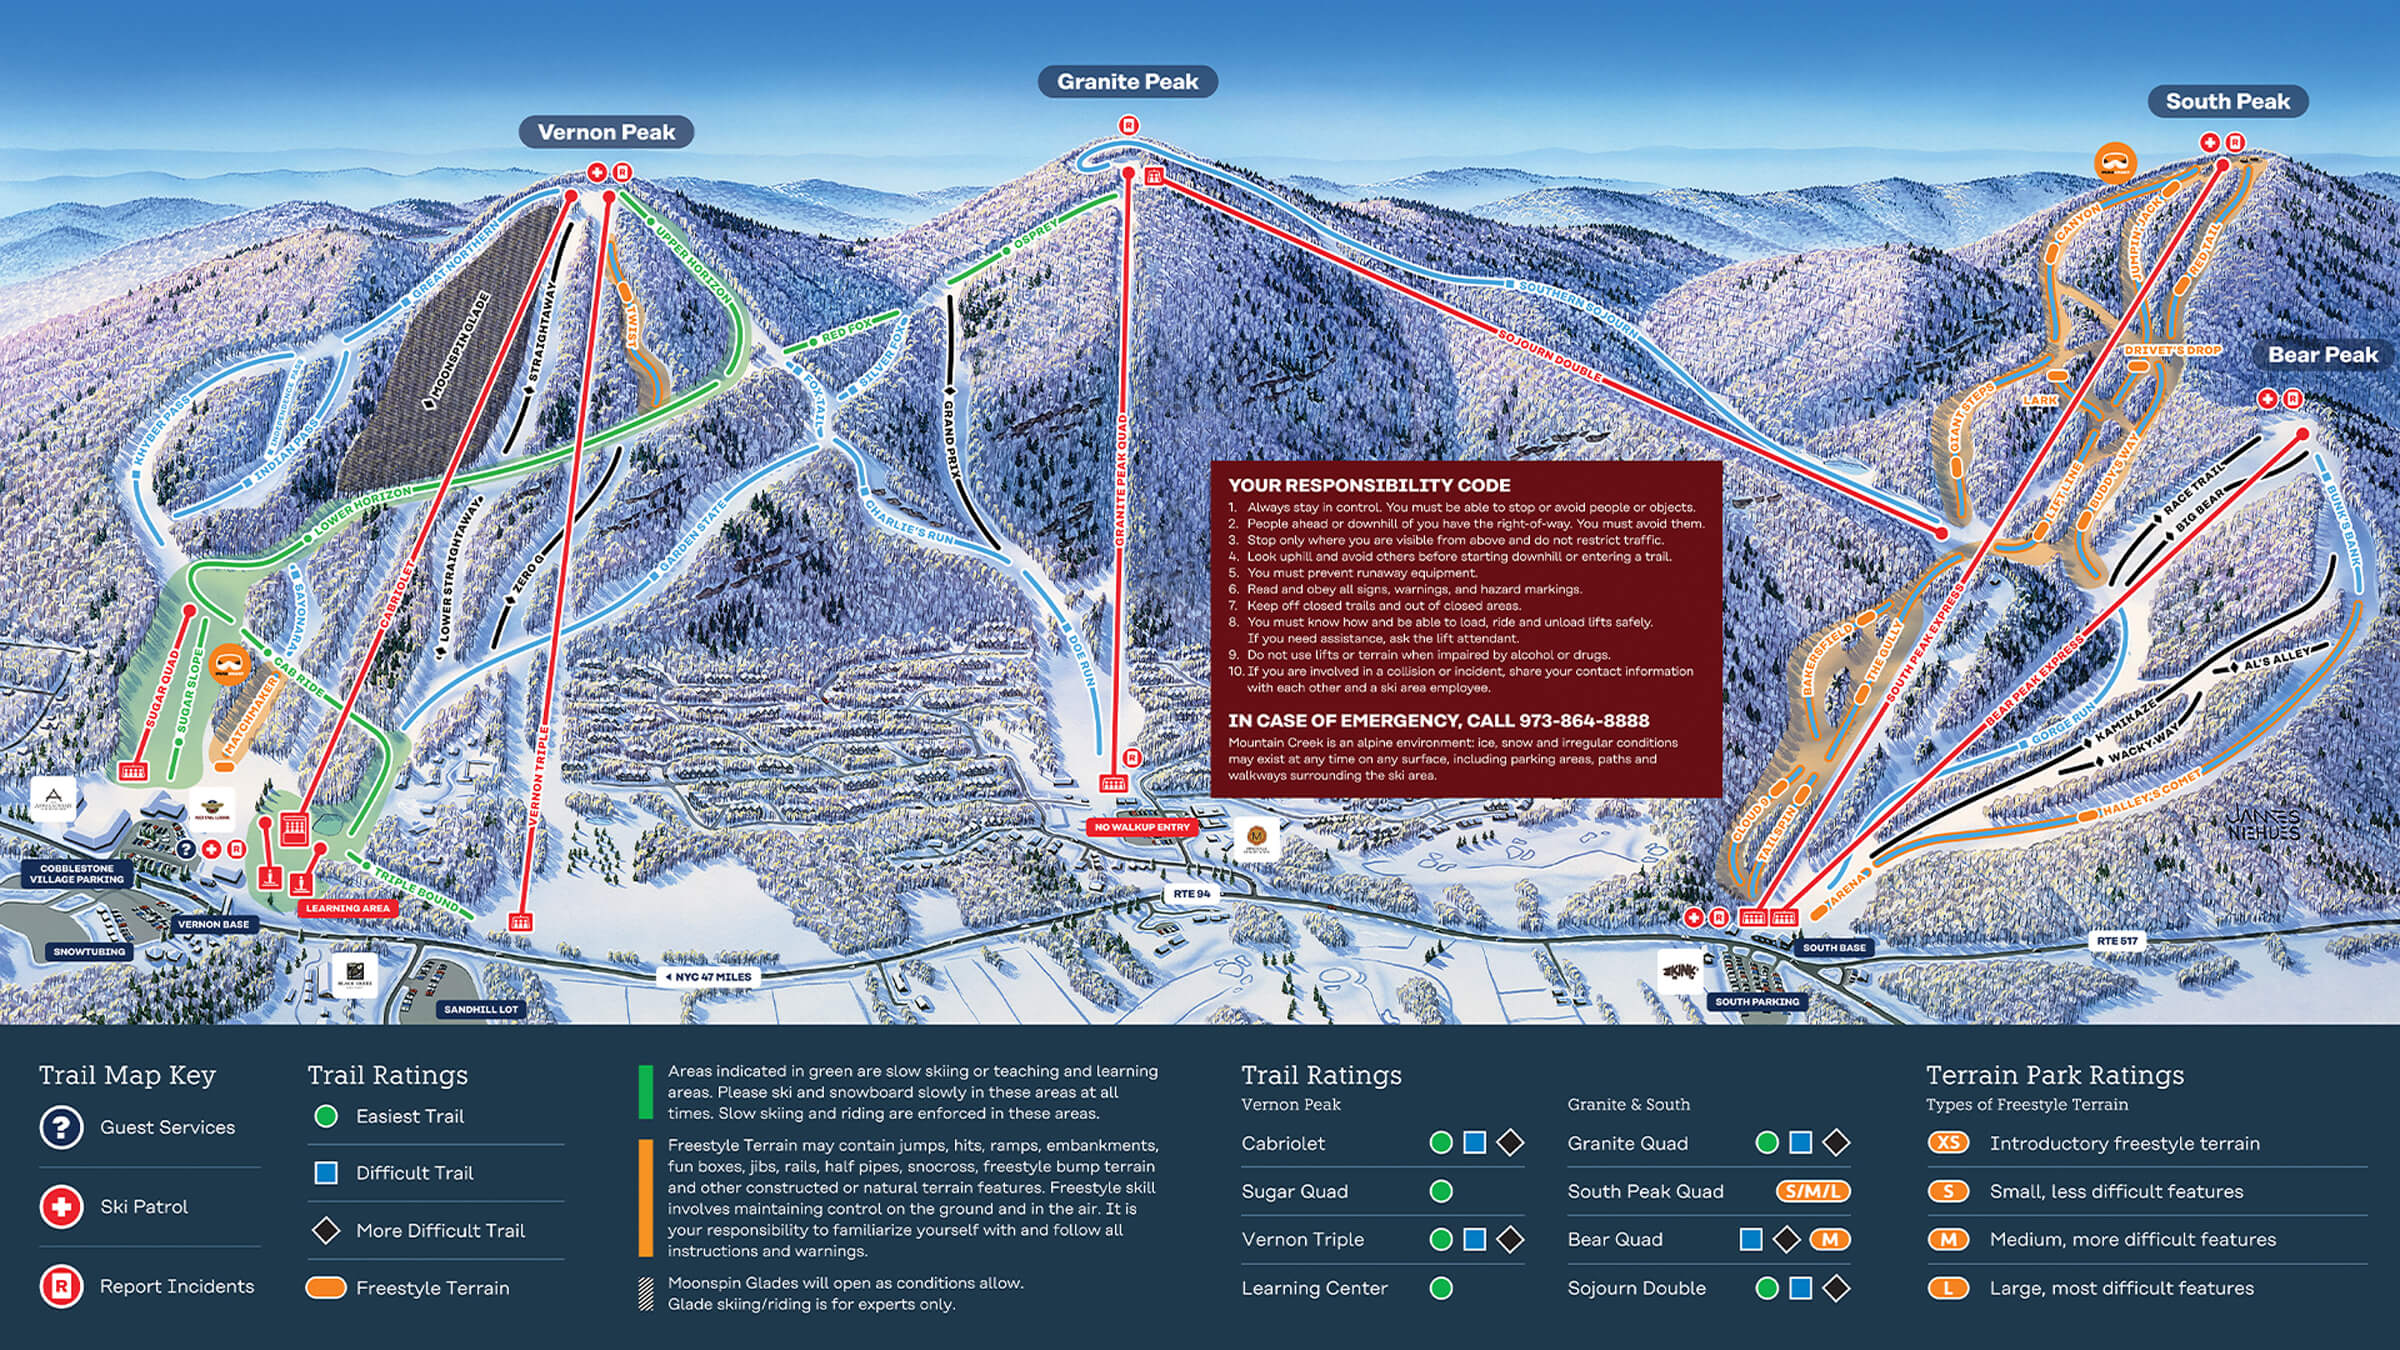 Granite Peak
South Peak
Vernon Peak
R
R
R
CANYON
JUMPIN' JACK
REDTAIL
GREAT NORTHERN
UPPER HORIZON
OSPREY
MOONSPIN GLADE
STRAIGHTAWAY
TWIST
RED FOX
SILVER FOX
SOUTHERN SOJOURN
SOJOURN DOUBLE
DRIVET'S DROP
Bear Peak
R
KHYBER PASS
INDEPENDENCE PASS
INDIAN PASS
FOXTAIL
GRAND PRIX
GRANITE PEAK QUAD
LARK
GIANT STEPS
LIFT LINE
BUDDY'S WAY
RACE TRAIL
BIG BEAR
BUNK'S BANK
LOWER HORIZON
LOWER STRAIGHTAWAY
ZERO G
GARDEN STATE
CHARLIE'S RUN
CABRIOLET
SAYONARA
DOE RUN
SUGAR QUAD
SUGAR SLOPE
CAB RIDE
MATCHMAKER
VERNON TRIPLE
YOUR RESPONSIBILITY CODE
1. Always stay in control. You must be able to stop or avoid people or objects.
2. People ahead or downhill of you have the right-of-way. You must avoid them.
3. Stop only where you are visible from above and do not restrict traffic.
4. Look uphill and avoid others before starting downhill or entering a trail.
5. You must prevent runaway equipment.
6. Read and obey all signs, warnings, and hazard markings.
7. Keep off closed trails and out of closed areas.
8. You must know how and be able to load, ride and unload lifts safely.
If you need assistance, ask the lift attendant.
9. Do not use lifts or terrain when impaired by alcohol or drugs.
10. If you are involved in a collision or incident, share your contact information
with each other and a ski area employee.
IN CASE OF EMERGENCY, CALL 973-864-8888
Mountain Creek is an alpine environment: ice, snow and irregular conditions
may exist at any time on any surface, including parking areas, paths and
walkways surrounding the ski area.
BAKERSFIELD
THE GULLY
SOUTH PEAK EXPRESS
BEAR PEAK EXPRESS
GORGE RUN
AL'S ALLEY
KAMIKAZE
WACKY WAY
HALLEY'S COMET
CLOUD 9
TAILSPIN
ARENA
JAMES
NIEHUES
R
NO WALKUP ENTRY
?
R
COBBLESTONE
VILLAGE PARKING
TRIPLE BOUND
LEARNING AREA
VERNON BASE
SNOWTUBING
RTE 94
R
SOUTH BASE
RTE 517
NYC 47 MILES
BLACK CREEK
KINK
SANDHILL LOT
SOUTH PARKING
Trail Map Key
? Guest Services
Ski Patrol
R Report Incidents
Trail Ratings
Easiest Trail
Difficult Trail
More Difficult Trail
Freestyle Terrain
Areas indicated in green are slow skiing or teaching and learning
areas. Please ski and snowboard slowly in these areas at all
times. Slow skiing and riding are enforced in these areas.
Freestyle Terrain may contain jumps, hits, ramps, embankments,
fun boxes, jibs, rails, half pipes, snocross, freestyle bump terrain
and other constructed or natural terrain features. Freestyle skill
involves maintaining control on the ground and in the air. It is
your responsibility to familiarize yourself with and follow all
instructions and warnings.
Moonspin Glades will open as conditions allow.
Glade skiing/riding is for experts only.
Trail Ratings
Vernon Peak
Cabriolet
Sugar Quad
Vernon Triple
Learning Center
Granite & South
Granite Quad
South Peak Quad S/M/L
Bear Quad M
Sojourn Double
Terrain Park Ratings
Types of Freestyle Terrain
XS Introductory freestyle terrain
S Small, less difficult features
M Medium, more difficult features
L Large, most difficult features